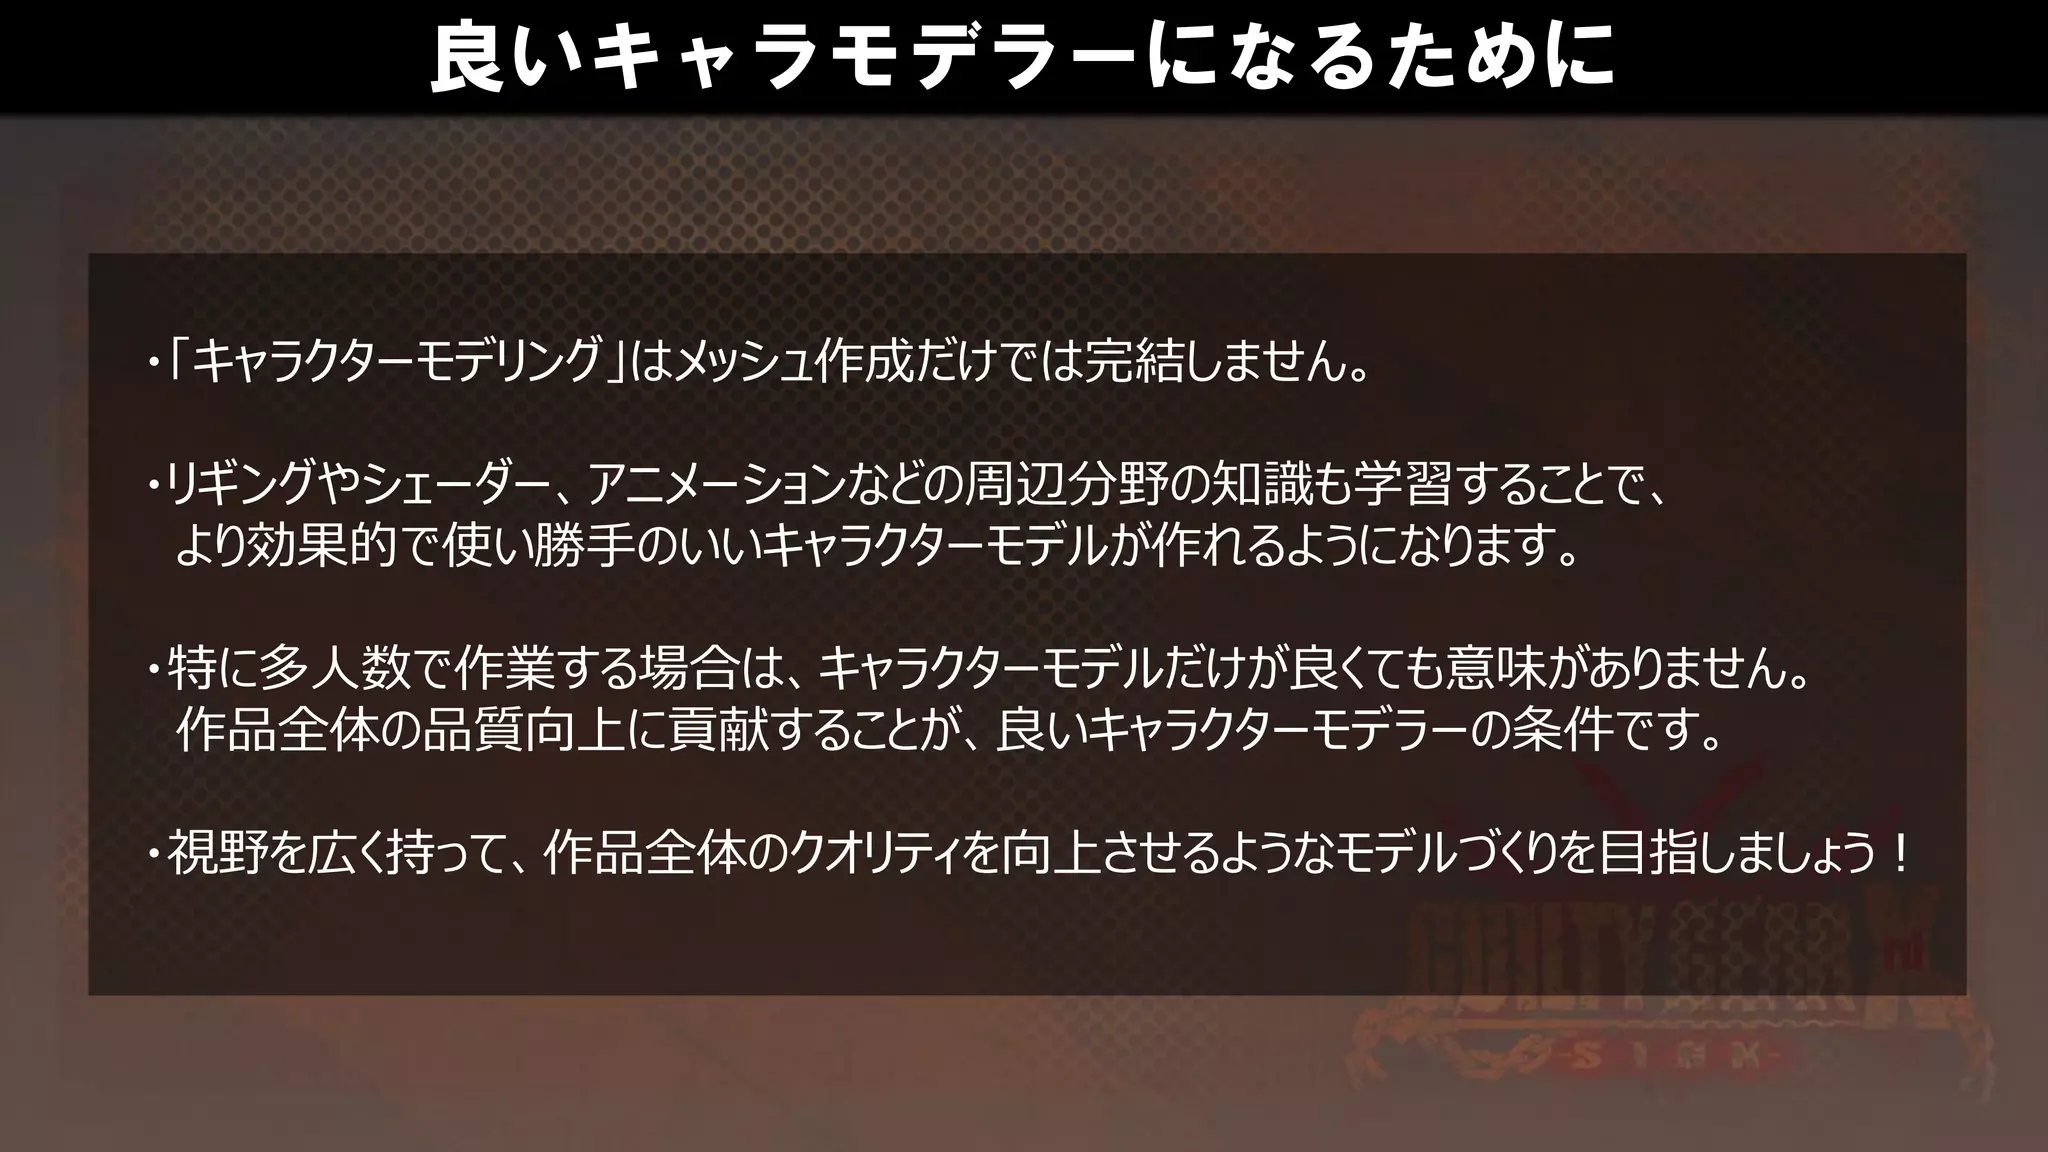 良いキャラモデラーになるために
・「キャラクターモデリング」はメッシュ作成だけでは完結しません。
・リギングやシェーダー、アニメーションなどの周辺分野の知識も学習することで、
より効果的で使い勝手のいいキャラクターモデルが作れるようになります。
・特に多人数で作業する場合は、キャラクターモデルだけが良くても意味がありません。
作品全体の品質向上に貢献することが、良いキャラクターモデラーの条件です。
・視野を広く持って、作品全体のクオリティを向上させるようなモデルづくりを目指しましょう！
GUILTY GEAR Xrd
-SIGN-